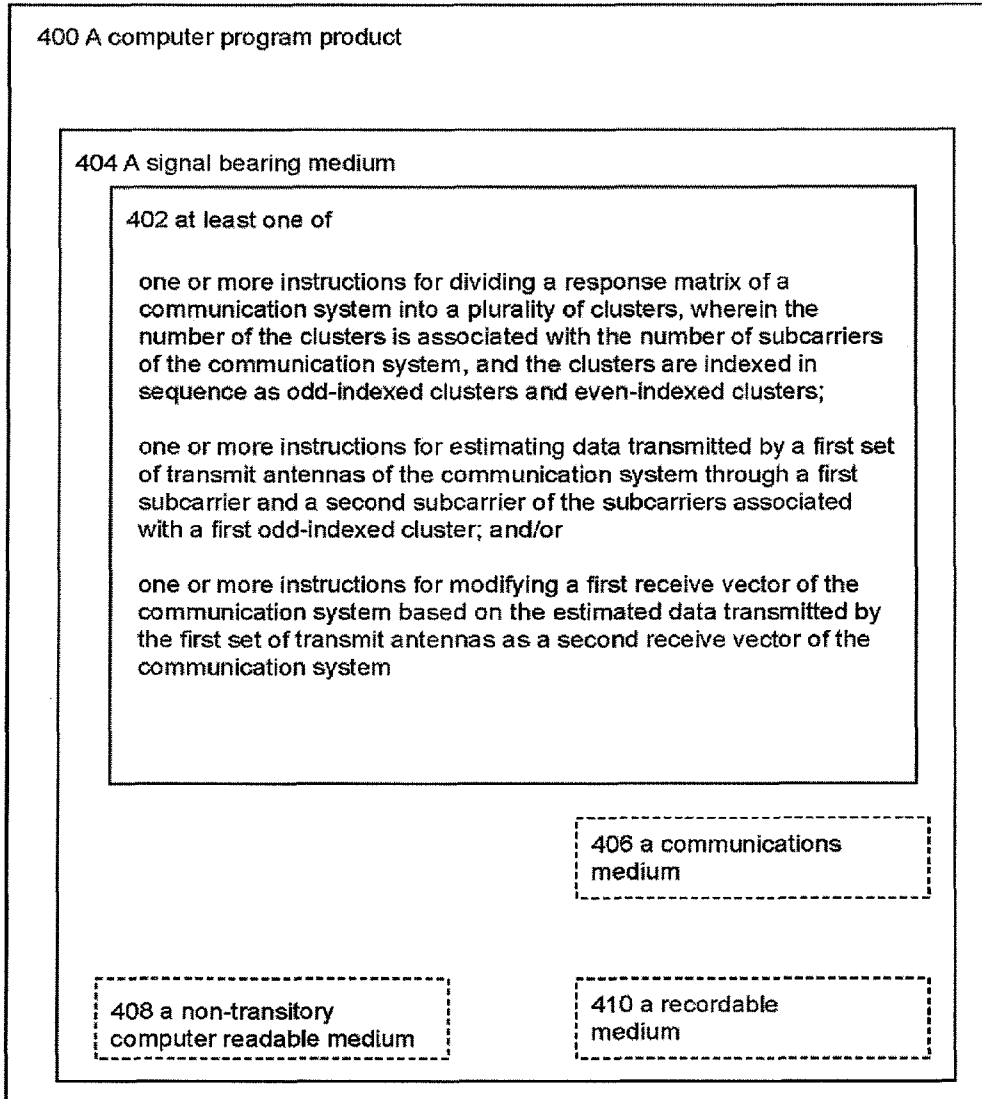 400 A computer program product
404 A signal bearing medium
402 at least one of
one or more instructions for dividing a response matrix of a
communication system into a plurality of clusters, wherein the
number of the clusters is associated with the number of subcarriers
of the communication system, and the clusters are indexed in
sequence as odd-indexed clusters and even-indexed clusters;
one or more instructions for estimating data transmitted by a first set
of transmit antennas of the communication system through a first
subcarrier and a second subcarrier of the subcarriers associated
with a first odd-indexed cluster; and/or
one or more instructions for modifying a first receive vector of the
communication system based on the estimated data transmitted by
the first set of transmit antennas as a second receive vector of the
communication system
406 a communications
medium
408 a non-transitory
computer readable medium
410 a recordable
medium